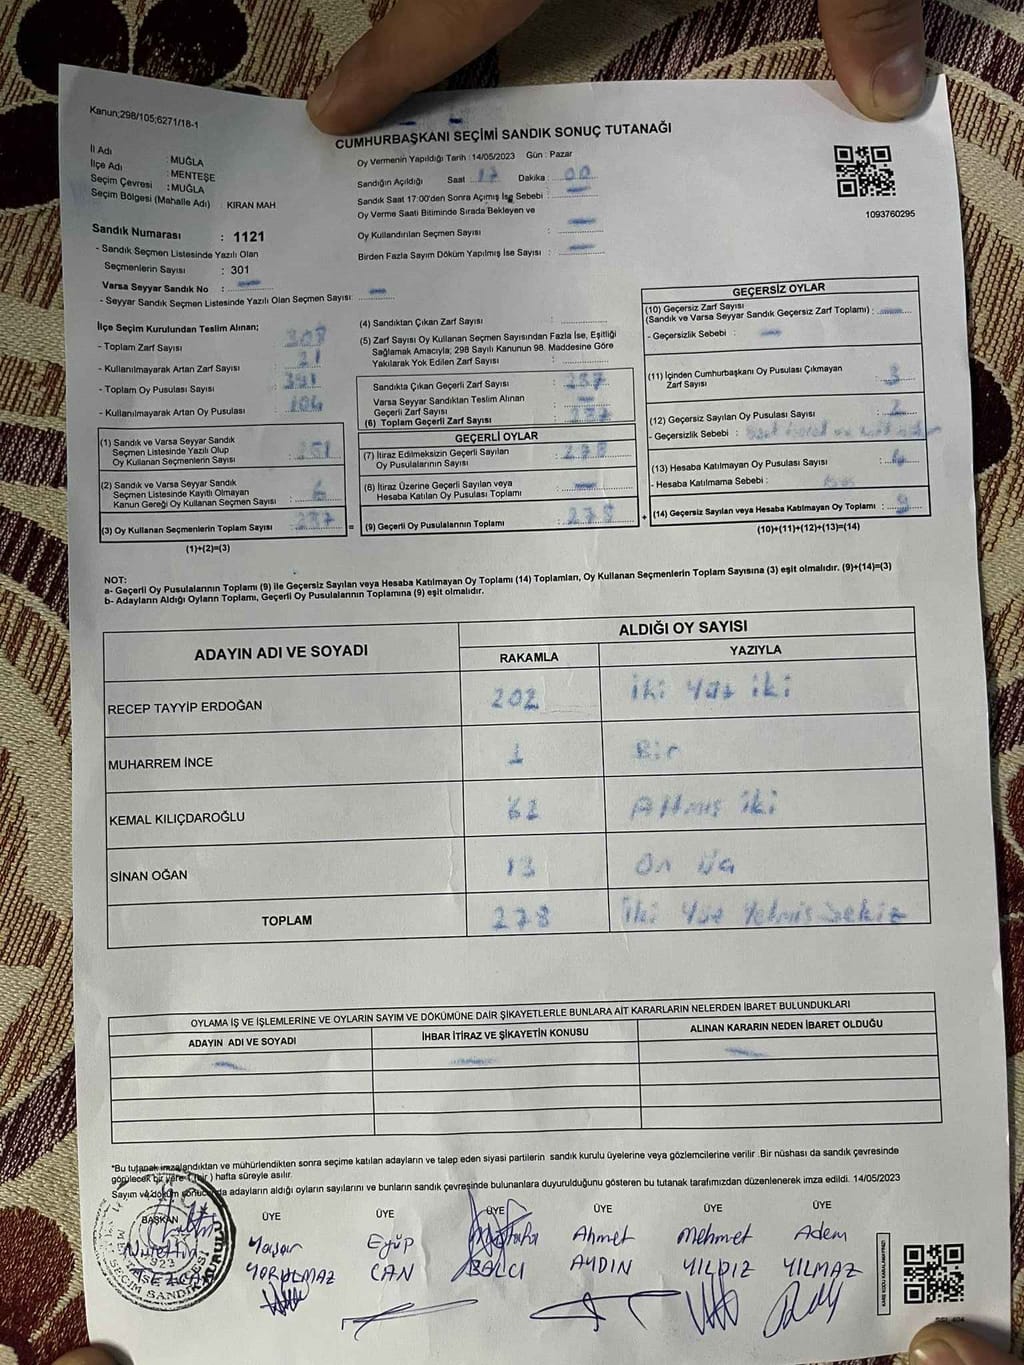 Kanun;298/105;6271/18-1
CUMHURBAŞKANI SEÇİMİ SANDIK SONUÇ TUTANAĞI
İl Adı : MUĞLA
İlçe Adı : MENTEŞE
Seçim Çevresi : MUĞLA
Seçim Bölgesi (Mahalle Adı) : KIRAN MAH
Sandık Numarası : 1121
- Sandık Seçmen Listesinde Yazılı Olan
Seçmenlerin Sayısı : 301
Varsa Seyyar Sandık No :
- Seyyar Sandık Seçmen Listesinde Yazılı Olan Seçmen Sayısı:
Oy Vermenin Yapıldığı Tarih : 14/05/2023 Gün : Pazar
Sandığın Açıldığı Saat : 17 Dakika : 00
Sandık Saat 17:00'den Sonra Açımış İse Sebebi :
Oy Verme Saati Bitiminde Sırada Bekleyen ve
Oy Kullandırılan Seçmen Sayısı :
Birden Fazla Sayım Döküm Yapılmış İse Sayısı :
1093760295
İlçe Seçim Kurulundan Teslim Alınan;
- Toplam Zarf Sayısı : 308
- Kullanılmayarak Artan Zarf Sayısı : 21
- Toplam Oy Pusulası Sayısı : 391
- Kullanılmayarak Artan Oy Pusulası : 104
(1) Sandık ve Varsa Seyyar Sandık
Seçmen Listesinde Yazılı Olup
Oy Kullanan Seçmenlerin Sayısı :
(2) Sandık ve Varsa Seyyar Sandık
Seçmen Listesinde Kayıtlı Olmayan
Kanun Gereği Oy Kullanan Seçmen Sayısı : 6
(3) Oy Kullanan Seçmenlerin Toplam Sayısı : 287 =
(1)+(2)=(3)
(4) Sandıktan Çıkan Zarf Sayısı :
(5) Zarf Sayısı Oy Kullanan Seçmen Sayısından Fazla İse, Eşitliği
Sağlamak Amacıyla; 298 Sayılı Kanunun 98. Maddesine Göre
Yakılarak Yok Edilen Zarf Sayısı :
Sandıkta Çıkan Geçerli Zarf Sayısı : 287
Varsa Seyyar Sandıktan Teslim Alınan
Geçerli Zarf Sayısı :
(6) Toplam Geçerli Zarf Sayısı : 287
GEÇERLİ OYLAR
(7) İtiraz Edilmeksizin Geçerli Sayılan
Oy Pusulalarının Sayısı : 278
(8) İtiraz Üzerine Geçerli Sayılan veya
Hesaba Katılan Oy Pusulası Toplamı :
(9) Geçerli Oy Pusulalarının Toplamı : 278 +
GEÇERSİZ OYLAR
(10) Geçersiz Zarf Sayısı
(Sandık ve Varsa Seyyar Sandık Geçersiz Zarf Toplamı) :
- Geçersizlik Sebebi :
(11) İçinden Cumhurbaşkanı Oy Pusulası Çıkmayan
Zarf Sayısı : 3
(12) Geçersiz Sayılan Oy Pusulası Sayısı : 2
- Geçersizlik Sebebi :
(13) Hesaba Katılmayan Oy Pusulası Sayısı : 4
- Hesaba Katılmama Sebebi :
(14) Geçersiz Sayılan veya Hesaba Katılmayan Oy Toplamı : 9
(10)+(11)+(12)+(13)=(14)
NOT:
a- Geçerli Oy Pusulalarının Toplamı (9) ile Geçersiz Sayılan veya Hesaba Katılmayan Oy Toplamı (14) Toplamları, Oy Kullanan Seçmenlerin Toplam Sayısına (3) eşit olmalıdır. (9)+(14)=(3)
b- Adayların Aldığı Oyların Toplamı, Geçerli Oy Pusulalarının Toplamına (9) eşit olmalıdır.
ADAYIN ADI VE SOYADI ALDIĞI OY SAYISI
RAKAMLA YAZIYLA
RECEP TAYYİP ERDOĞAN 202 İki Yüz İki
MUHARREM İNCE 1 Bir
KEMAL KILIÇDAROĞLU 62 Altmış İki
SİNAN OĞAN 13 On Üç
TOPLAM 278 İki Yüz Yetmiş Sekiz
OYLAMA İŞ VE İŞLEMLERİNE VE OYLARIN SAYIM VE DÖKÜMÜNE DAİR ŞİKAYETLERLE BUNLARA AİT KARARLARIN NELERDEN İBARET BULUNDUKLARI
ADAYIN ADI VE SOYADI İHBAR İTİRAZ VE ŞİKAYETİN KONUSU ALINAN KARARIN NEDEN İBARET OLDUĞU
*Bu tutanak imzalandıktan ve mühürlendikten sonra seçime katılan adayların ve talep eden siyasi partilerin sandık kurulu üyelerine veya gözlemcilerine verilir .Bir nüshası da sandık çevresinde
görülecek bir yere ( bir ) hafta süreyle asılır.
Sayım ve döküm sonucunda adayların aldığı oyların sayılarını ve bunların sandık çevresinde bulunanlara duyurulduğunu gösteren bu tutanak tarafımızdan düzenlenerek imza edildi. 14/05/2023
BAŞKAN ÜYE ÜYE ÜYE ÜYE ÜYE ÜYE
Nurettin Yaşar Eyüp Mustafa Ahmet Mehmet Adem
SEZER YORULMAZ CAN BALCI AYDIN YILDIZ YILMAZ